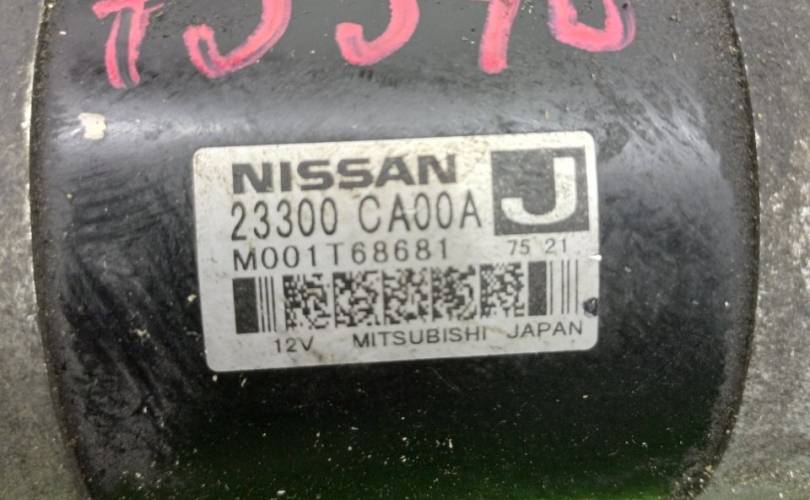 NISSAN J
23300 CA00A
M001T68681 75 21
12V MITSUBISHI JAPAN